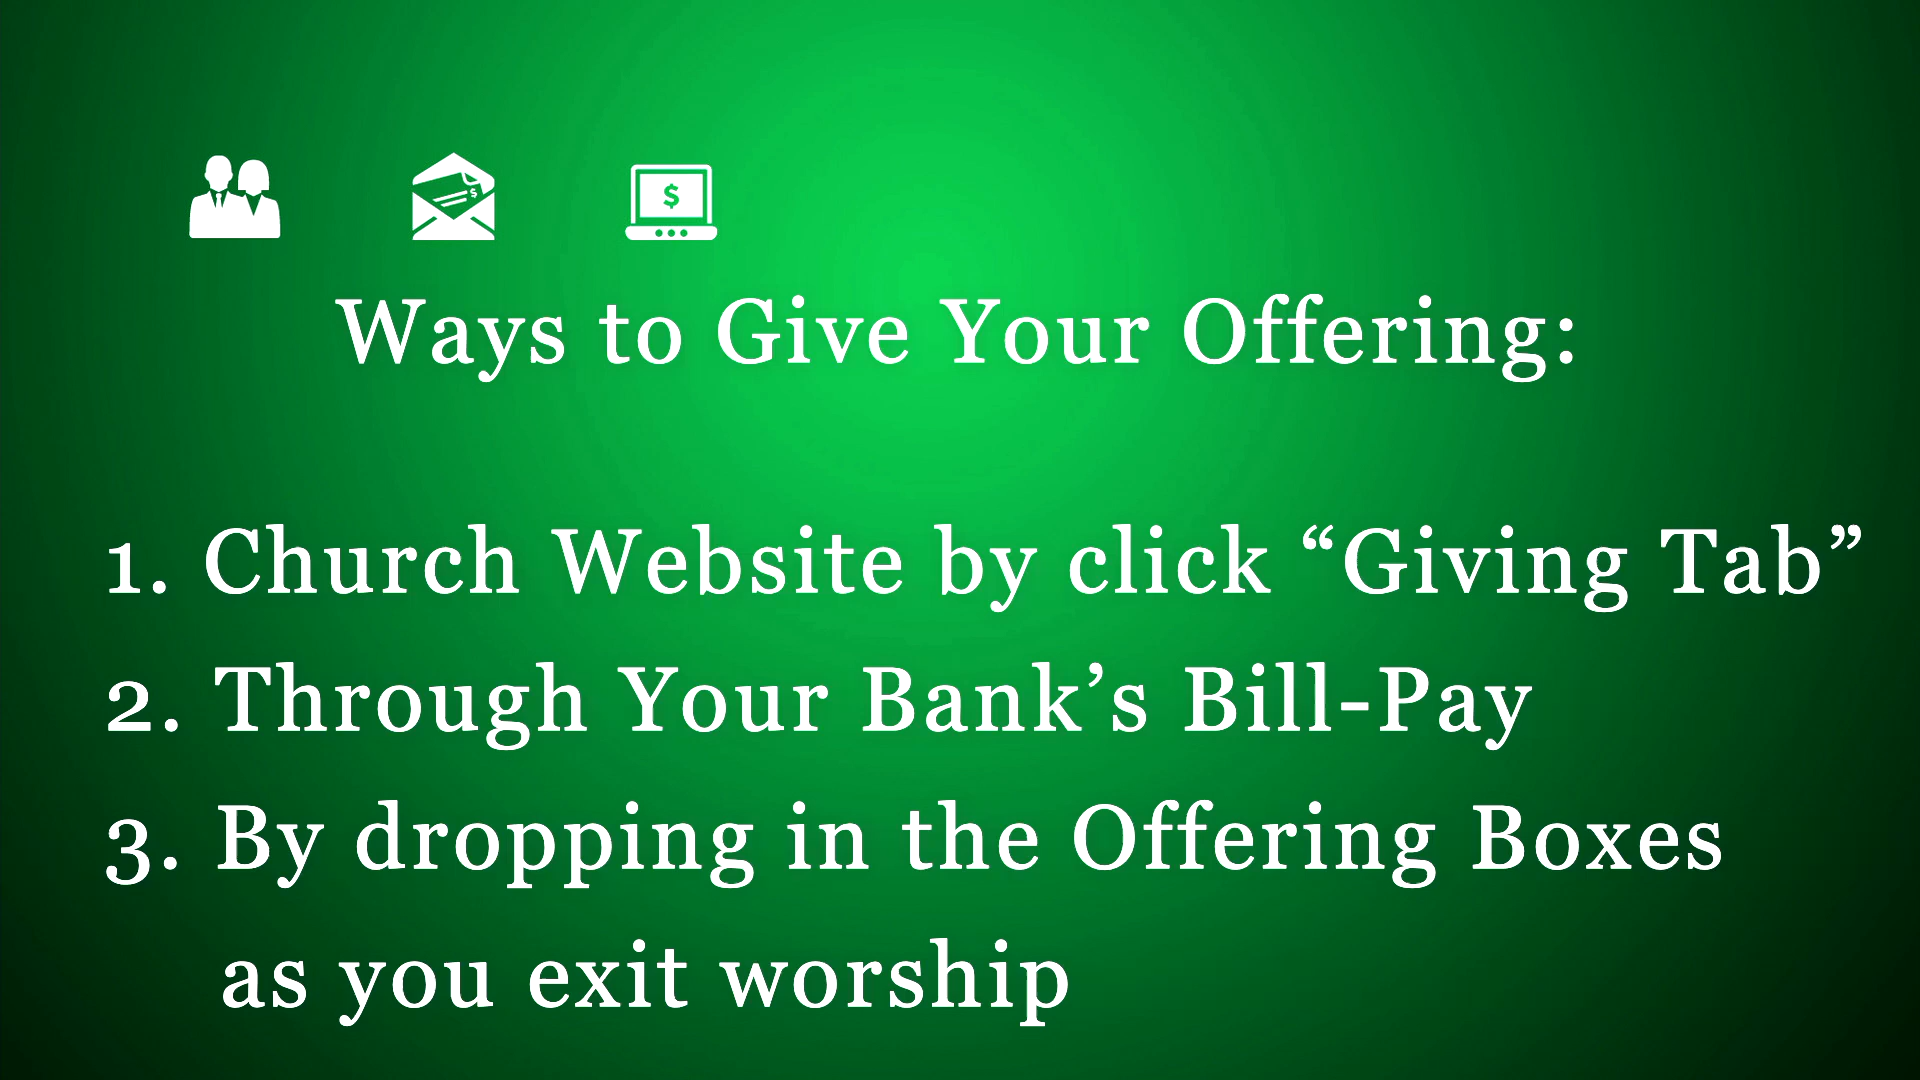 Ways to Give Your Offering:
1. Church Website by click “Giving Tab”
2. Through Your Bank’s Bill-Pay
3. By dropping in the Offering Boxes
as you exit worship